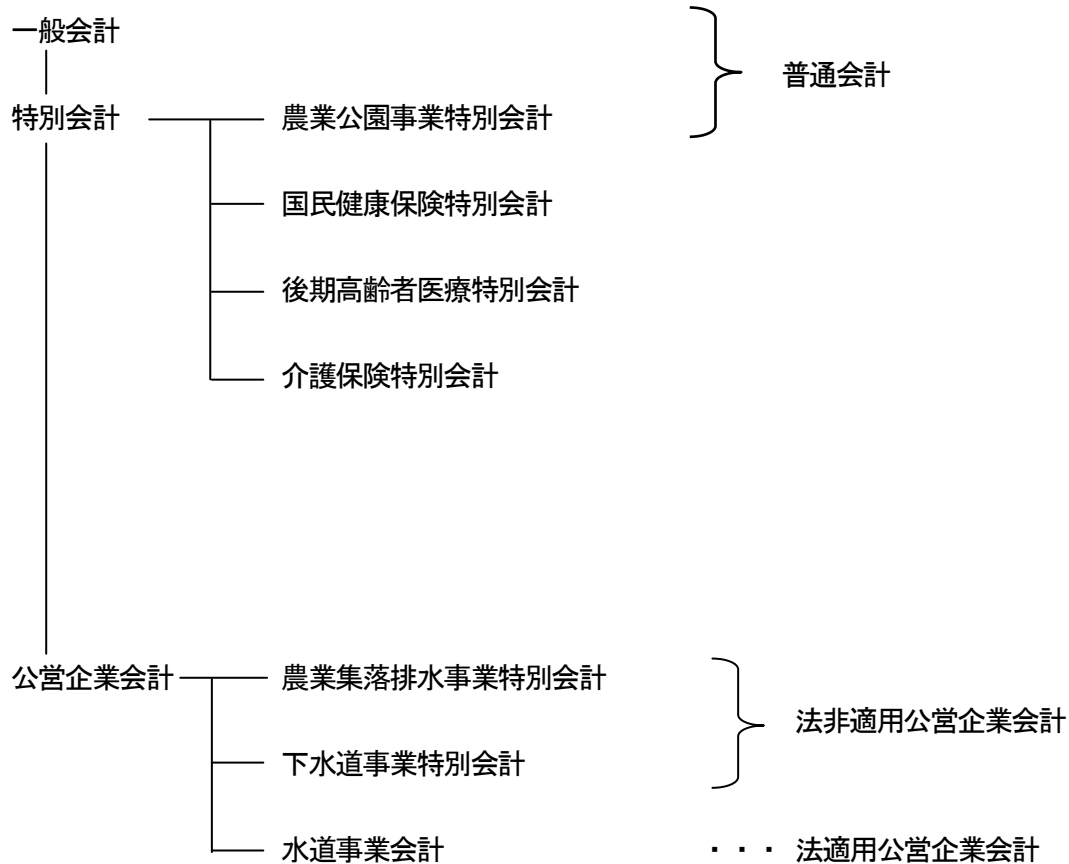 一般会計
普通会計
特別会計 農業公園事業特別会計
国民健康保険特別会計
後期高齢者医療特別会計
介護保険特別会計
公営企業会計 農業集落排水事業特別会計
法非適用公営企業会計
下水道事業特別会計
水道事業会計 ・・・ 法適用公営企業会計